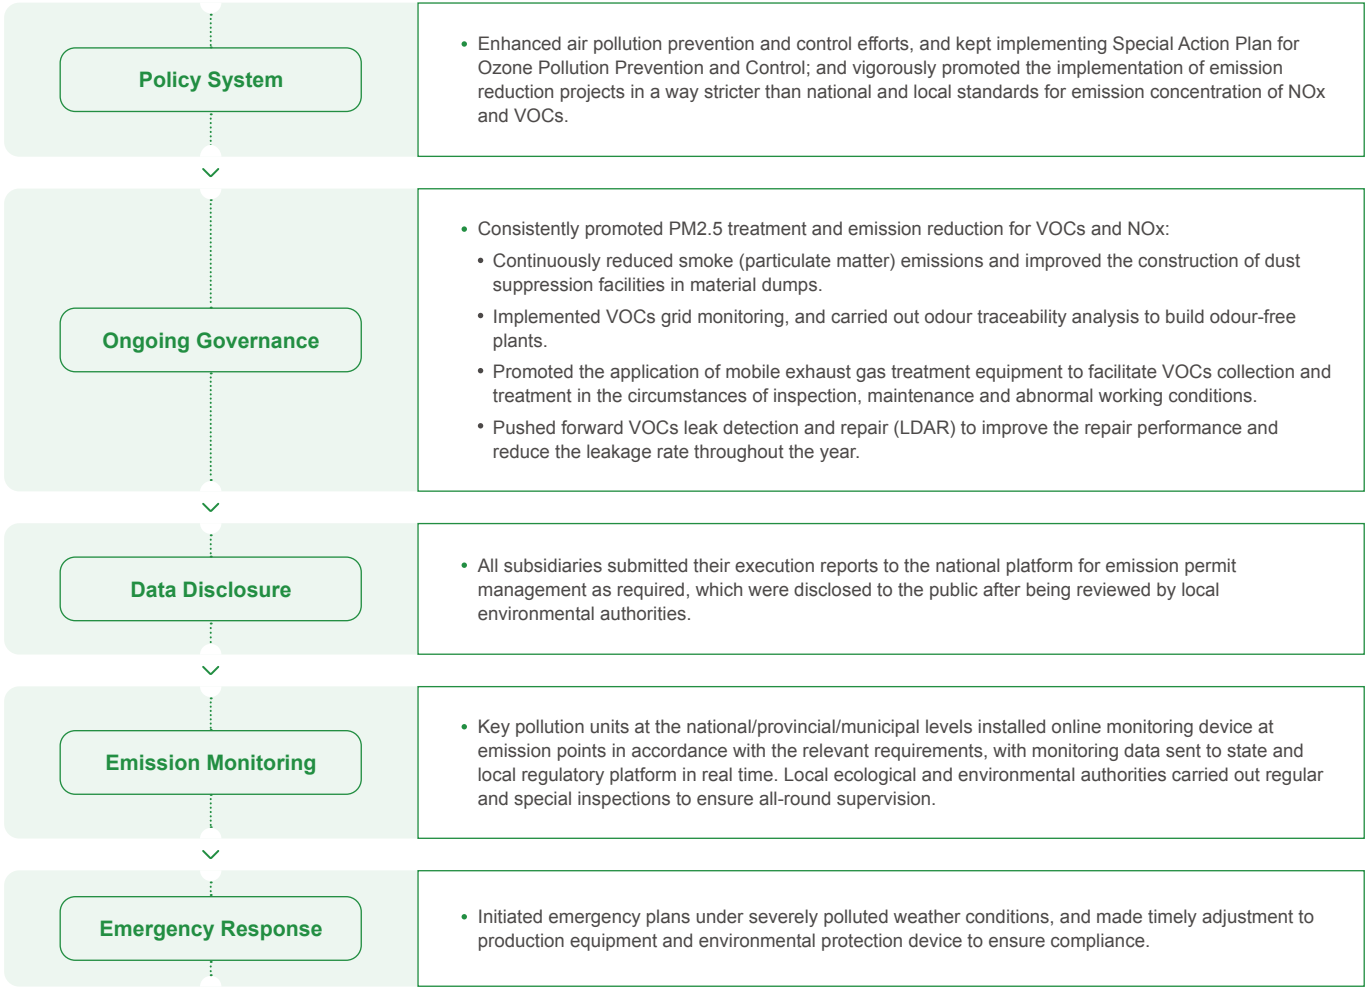 Policy System
• Enhanced air pollution prevention and control efforts, and kept implementing Special Action Plan for
Ozone Pollution Prevention and Control; and vigorously promoted the implementation of emission
reduction projects in a way stricter than national and local standards for emission concentration of NOx
and VOCs.
Ongoing Governance
• Consistently promoted PM2.5 treatment and emission reduction for VOCs and NOx:
• Continuously reduced smoke (particulate matter) emissions and improved the construction of dust
suppression facilities in material dumps.
• Implemented VOCs grid monitoring, and carried out odour traceability analysis to build odour-free
plants.
• Promoted the application of mobile exhaust gas treatment equipment to facilitate VOCs collection and
treatment in the circumstances of inspection, maintenance and abnormal working conditions.
• Pushed forward VOCs leak detection and repair (LDAR) to improve the repair performance and
reduce the leakage rate throughout the year.
Data Disclosure
• All subsidiaries submitted their execution reports to the national platform for emission permit
management as required, which were disclosed to the public after being reviewed by local
environmental authorities.
Emission Monitoring
• Key pollution units at the national/provincial/municipal levels installed online monitoring device at
emission points in accordance with the relevant requirements, with monitoring data sent to state and
local regulatory platform in real time. Local ecological and environmental authorities carried out regular
and special inspections to ensure all-round supervision.
Emergency Response
• Initiated emergency plans under severely polluted weather conditions, and made timely adjustment to
production equipment and environmental protection device to ensure compliance.